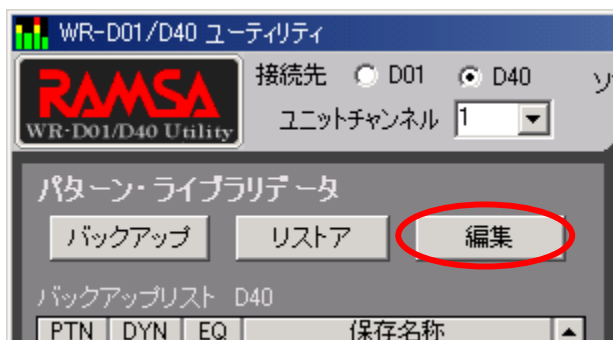 WR-D01/D40 ユーティリティ
RAMSA
WR-D01/D40 Utility
接続先 D01 D40
ユニットチャンネル 1
パターン・ライブラリデータ
バックアップ リストア 編集
バックアップリスト D40
PTN DYN EQ 保存名称